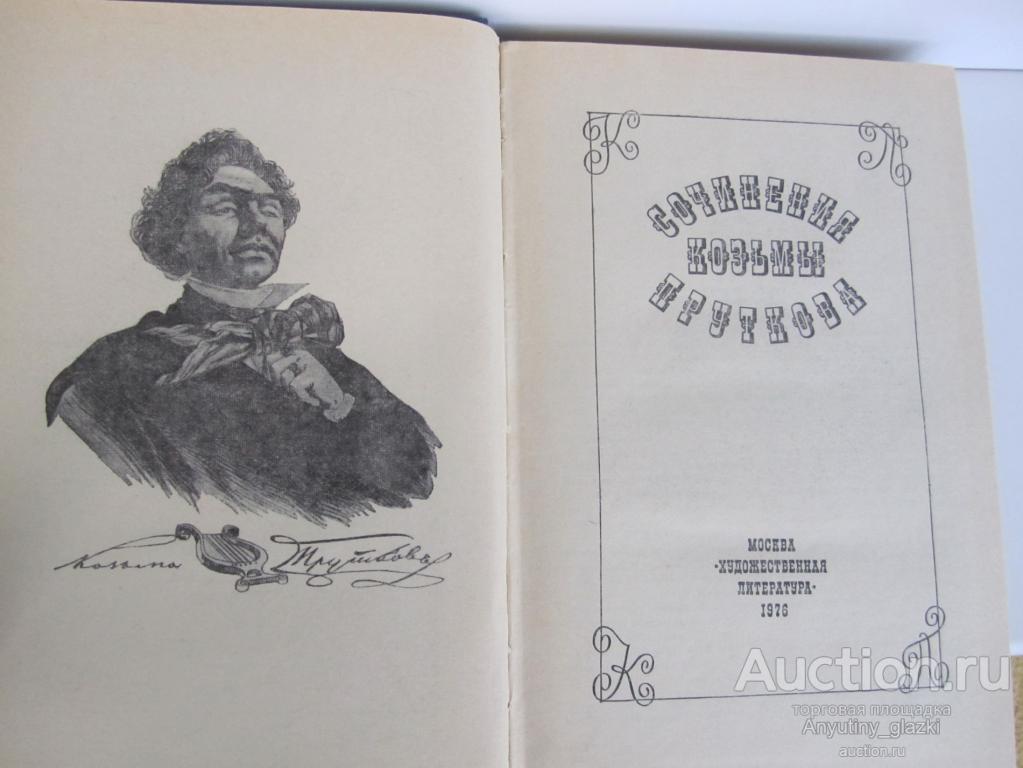 Козьма Прутковъ
К П
СОЧИНЕНИЯ
КОЗЬМЫ
ПРУТКОВА
МОСКВА
«ХУДОЖЕСТВЕННАЯ
ЛИТЕРАТУРА»
1976
К П
Auction.ru
торговая площадка
Anyutiny_glazki
auction.ru